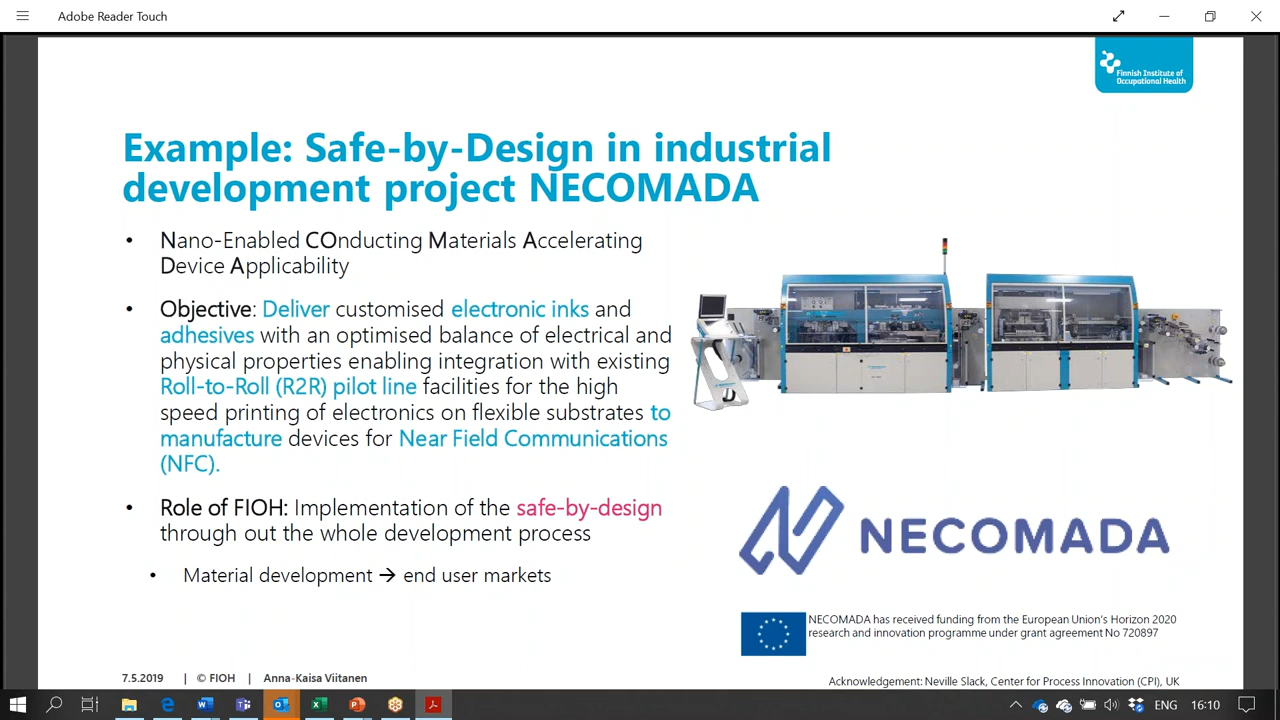 Adobe Reader Touch
Finnish Institute of
Occupational Health
Example: Safe-by-Design in industrial
development project NECOMADA
• Nano-Enabled COnducting Materials Accelerating
Device Applicability
• Objective: Deliver customised electronic inks and
adhesives with an optimised balance of electrical and
physical properties enabling integration with existing
Roll-to-Roll (R2R) pilot line facilities for the high
speed printing of electronics on flexible substrates to
manufacture devices for Near Field Communications
(NFC).
• Role of FIOH: Implementation of the safe-by-design
through out the whole development process
• Material development → end user markets
NECOMADA
NECOMADA has received funding from the European Union's Horizon 2020
research and innovation programme under grant agreement No 720897
7.5.2019 | © FIOH | Anna-Kaisa Viitanen
Acknowledgement: Neville Slack, Center for Process Innovation (CPI), UK
ENG 16:10